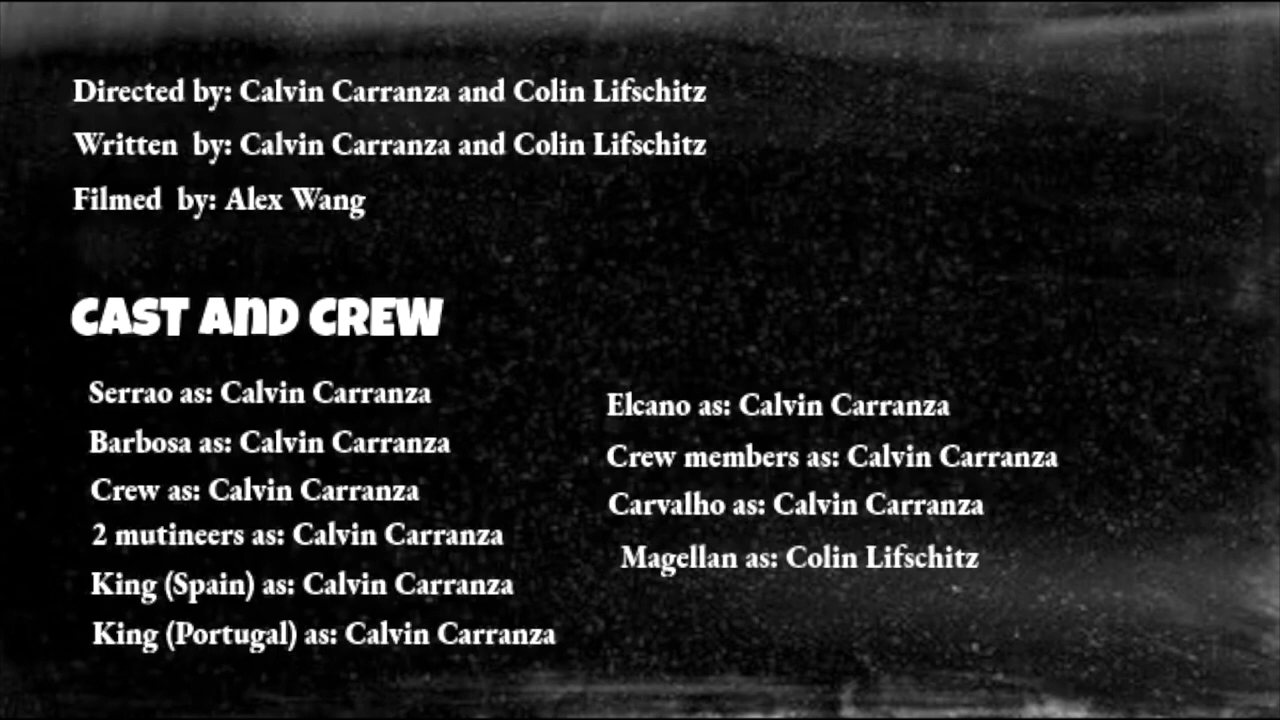 Directed by: Calvin Carranza and Colin Lifschitz
Written by: Calvin Carranza and Colin Lifschitz
Filmed by: Alex Wang
CAST AND CREW
Serrao as: Calvin Carranza
Barbosa as: Calvin Carranza
Crew as: Calvin Carranza
2 mutineers as: Calvin Carranza
King (Spain) as: Calvin Carranza
King (Portugal) as: Calvin Carranza
Elcano as: Calvin Carranza
Crew members as: Calvin Carranza
Carvalho as: Calvin Carranza
Magellan as: Colin Lifschitz